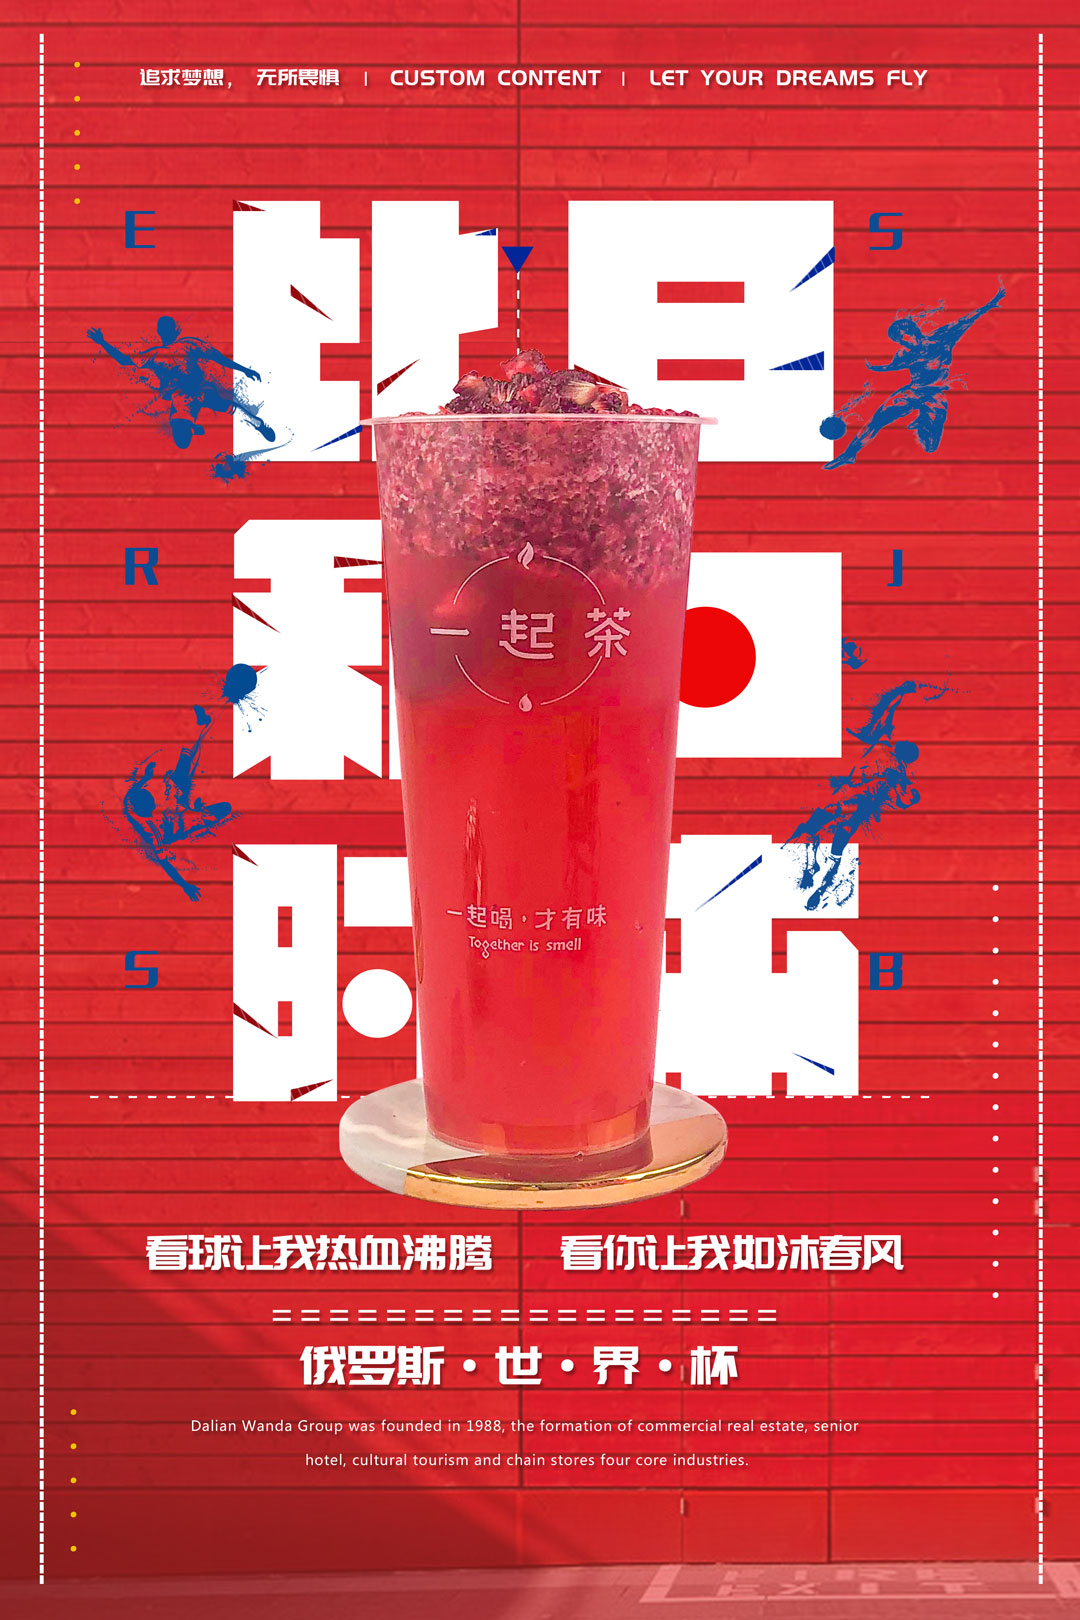 追求梦想， 无所畏惧 | CUSTOM CONTENT | LET YOUR DREAMS FLY
E
S
R
J
一起茶
一起喝·才有味
Together is smell
S
B
看球让我热血沸腾 看你让我如沐春风
俄罗斯·世·界·杯
Dalian Wanda Group was founded in 1988, the formation of commercial real estate, senior
hotel, cultural tourism and chain stores four core industries.
FIRE
EXIT